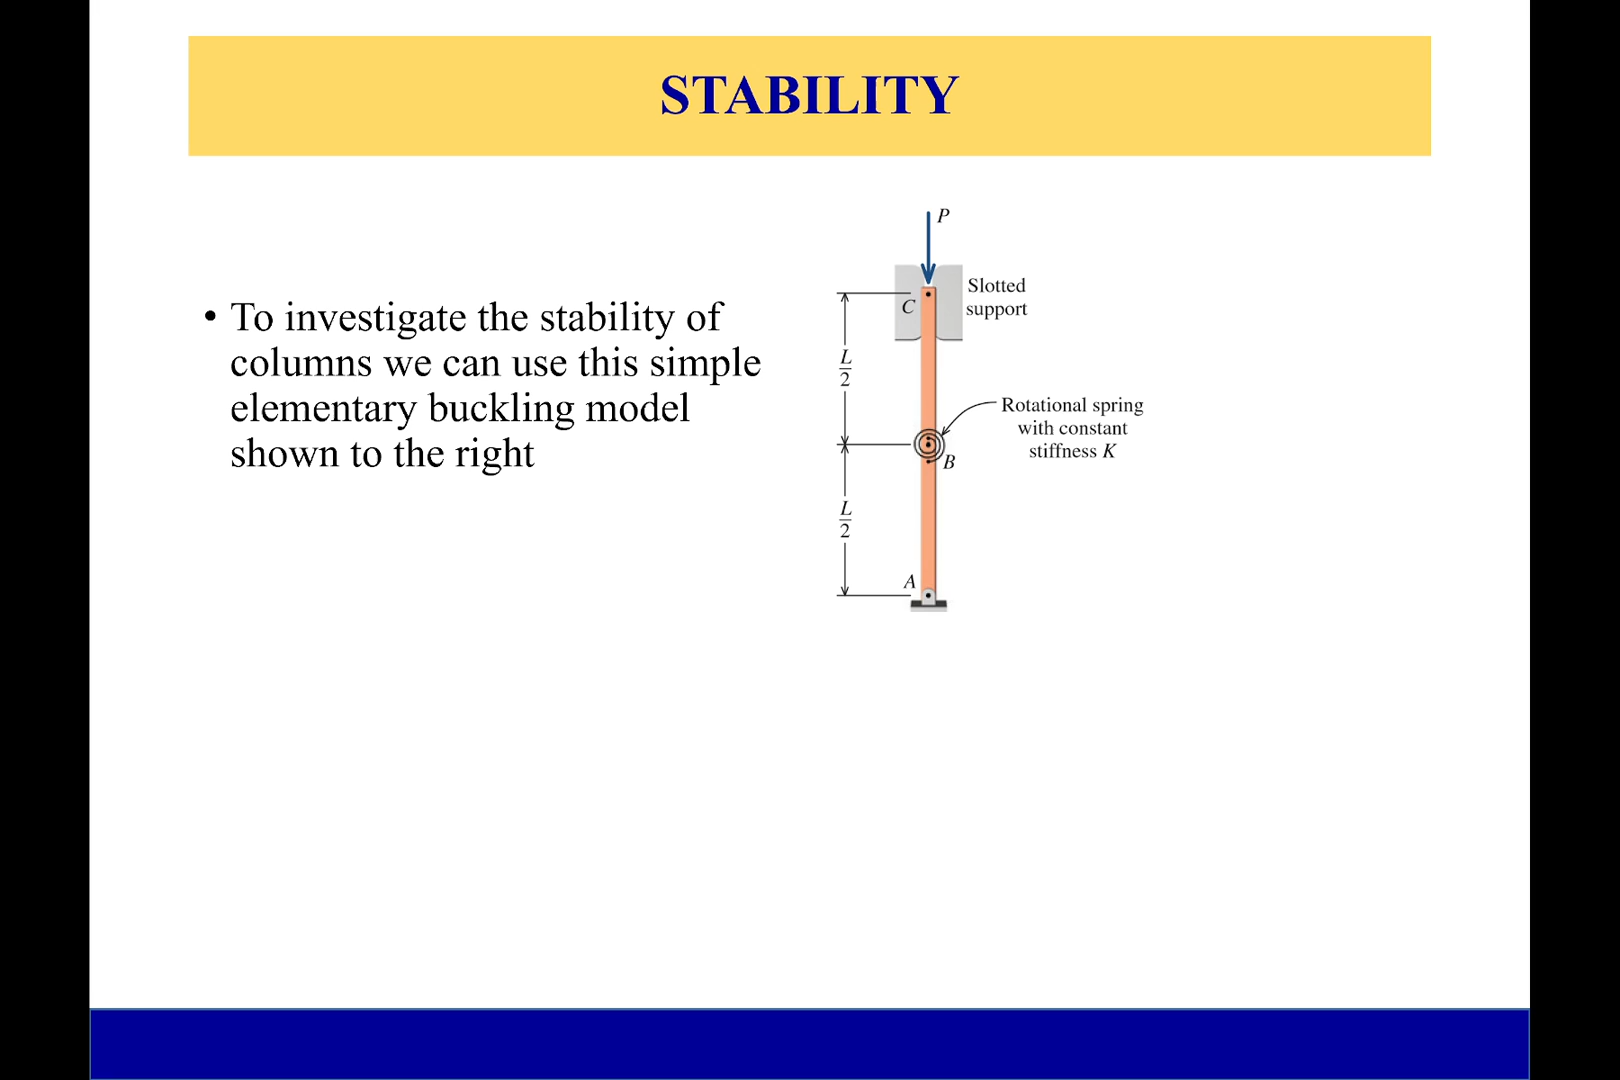 STABILITY
• To investigate the stability of
columns we can use this simple
elementary buckling model
shown to the right
P
Slotted
support
C
L
2
Rotational spring
with constant
stiffness K
B
L
2
A